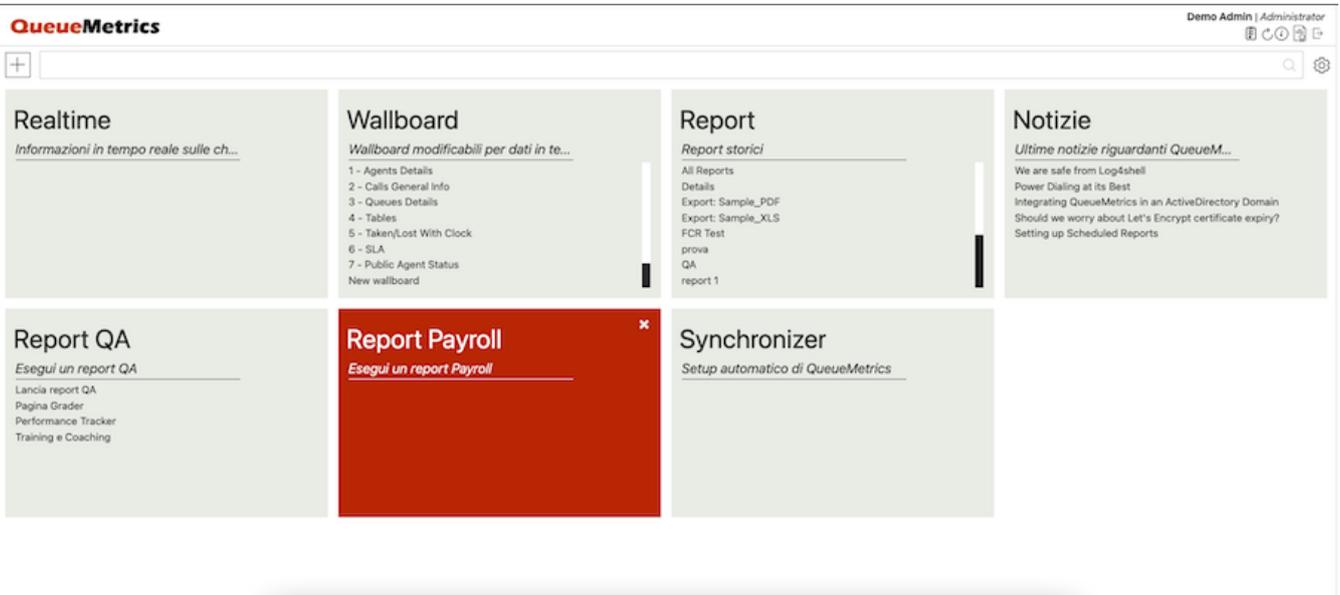 QueueMetrics
Demo Admin | Administrator
Realtime
Informazioni in tempo reale sulle ch...
Wallboard
Wallboard modificabili per dati in te...
1 - Agents Details
2 - Calls General Info
3 - Queues Details
4 - Tables
5 - Taken/Lost With Clock
6 - SLA
7 - Public Agent Status
New wallboard
Report
Report storici
All Reports
Details
Export: Sample_PDF
Export: Sample_XLS
FCR Test
prova
QA
report 1
Notizie
Ultime notizie riguardanti QueueM...
We are safe from Log4shell
Power Dialing at its Best
Integrating QueueMetrics in an ActiveDirectory Domain
Should we worry about Let's Encrypt certificate expiry?
Setting up Scheduled Reports
Report QA
Esegui un report QA
Lancia report QA
Pagina Grader
Performance Tracker
Training e Coaching
Report Payroll
Esegui un report Payroll
Synchronizer
Setup automatico di QueueMetrics